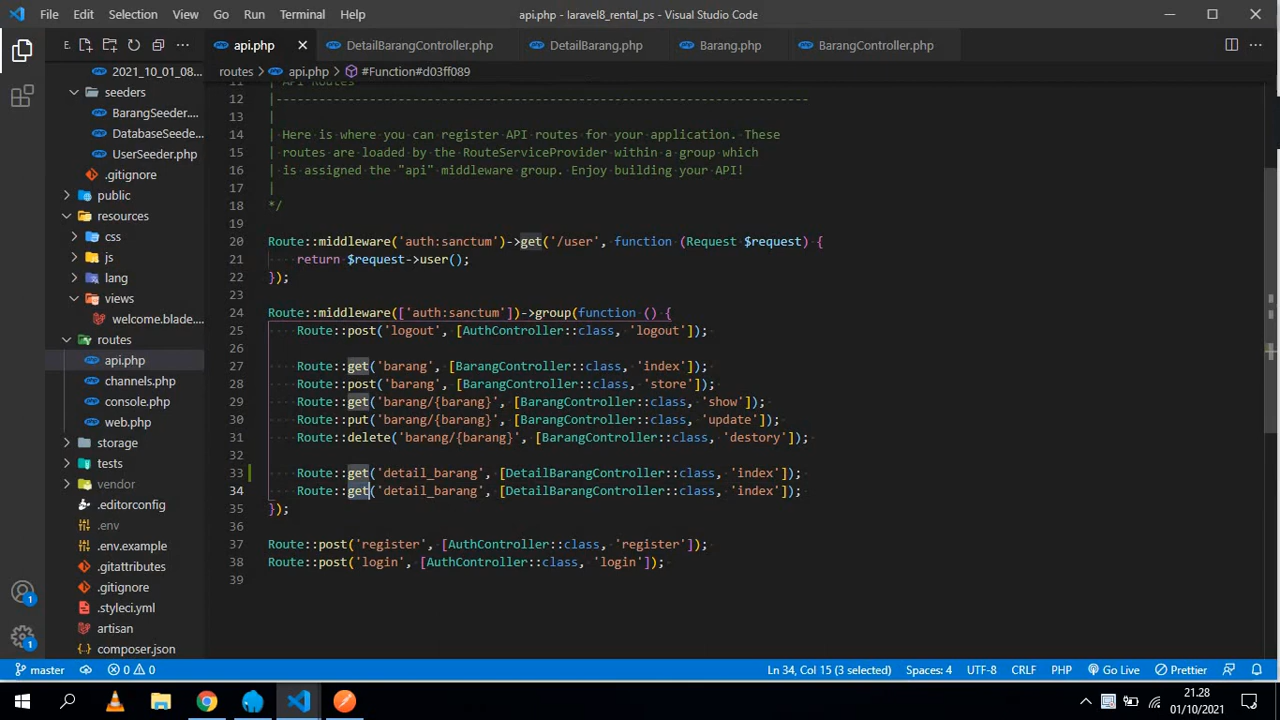 File Edit Selection View Go Run Terminal Help
api.php - laravel8_rental_ps - Visual Studio Code
E.
api.php DetailBarangController.php DetailBarang.php Barang.php BarangController.php
routes > api.php > #Function#d03ff089
2021_10_01_08...
seeders
BarangSeeder....
DatabaseSeede...
UserSeeder.php
.gitignore
public
resources
css
js
lang
views
welcome.blade....
routes
api.php
channels.php
console.php
web.php
storage
tests
vendor
.editorconfig
.env
.env.example
.gitattributes
.gitignore
.styleci.yml
artisan
composer.json
| API Routes
12 |--------------------------------------------------------------------------
13 |
14 | Here is where you can register API routes for your application. These
15 | routes are loaded by the RouteServiceProvider within a group which
16 | is assigned the "api" middleware group. Enjoy building your API!
17 |
18 */
19
20 Route::middleware('auth:sanctum')->get('/user', function (Request $request) {
21 return $request->user();
22 });
23
24 Route::middleware(['auth:sanctum'])->group(function () {
25 Route::post('logout', [AuthController::class, 'logout']);
26
27 Route::get('barang', [BarangController::class, 'index']);
28 Route::post('barang', [BarangController::class, 'store']);
29 Route::get('barang/{barang}', [BarangController::class, 'show']);
30 Route::put('barang/{barang}', [BarangController::class, 'update']);
31 Route::delete('barang/{barang}', [BarangController::class, 'destory']);
32
33 Route::get('detail_barang', [DetailBarangController::class, 'index']);
34 Route::get('detail_barang', [DetailBarangController::class, 'index']);
35 });
36
37 Route::post('register', [AuthController::class, 'register']);
38 Route::post('login', [AuthController::class, 'login']);
39
1
1
master 0 0 Ln 34, Col 15 (3 selected) Spaces: 4 UTF-8 CRLF PHP Go Live Prettier
21.28
01/10/2021